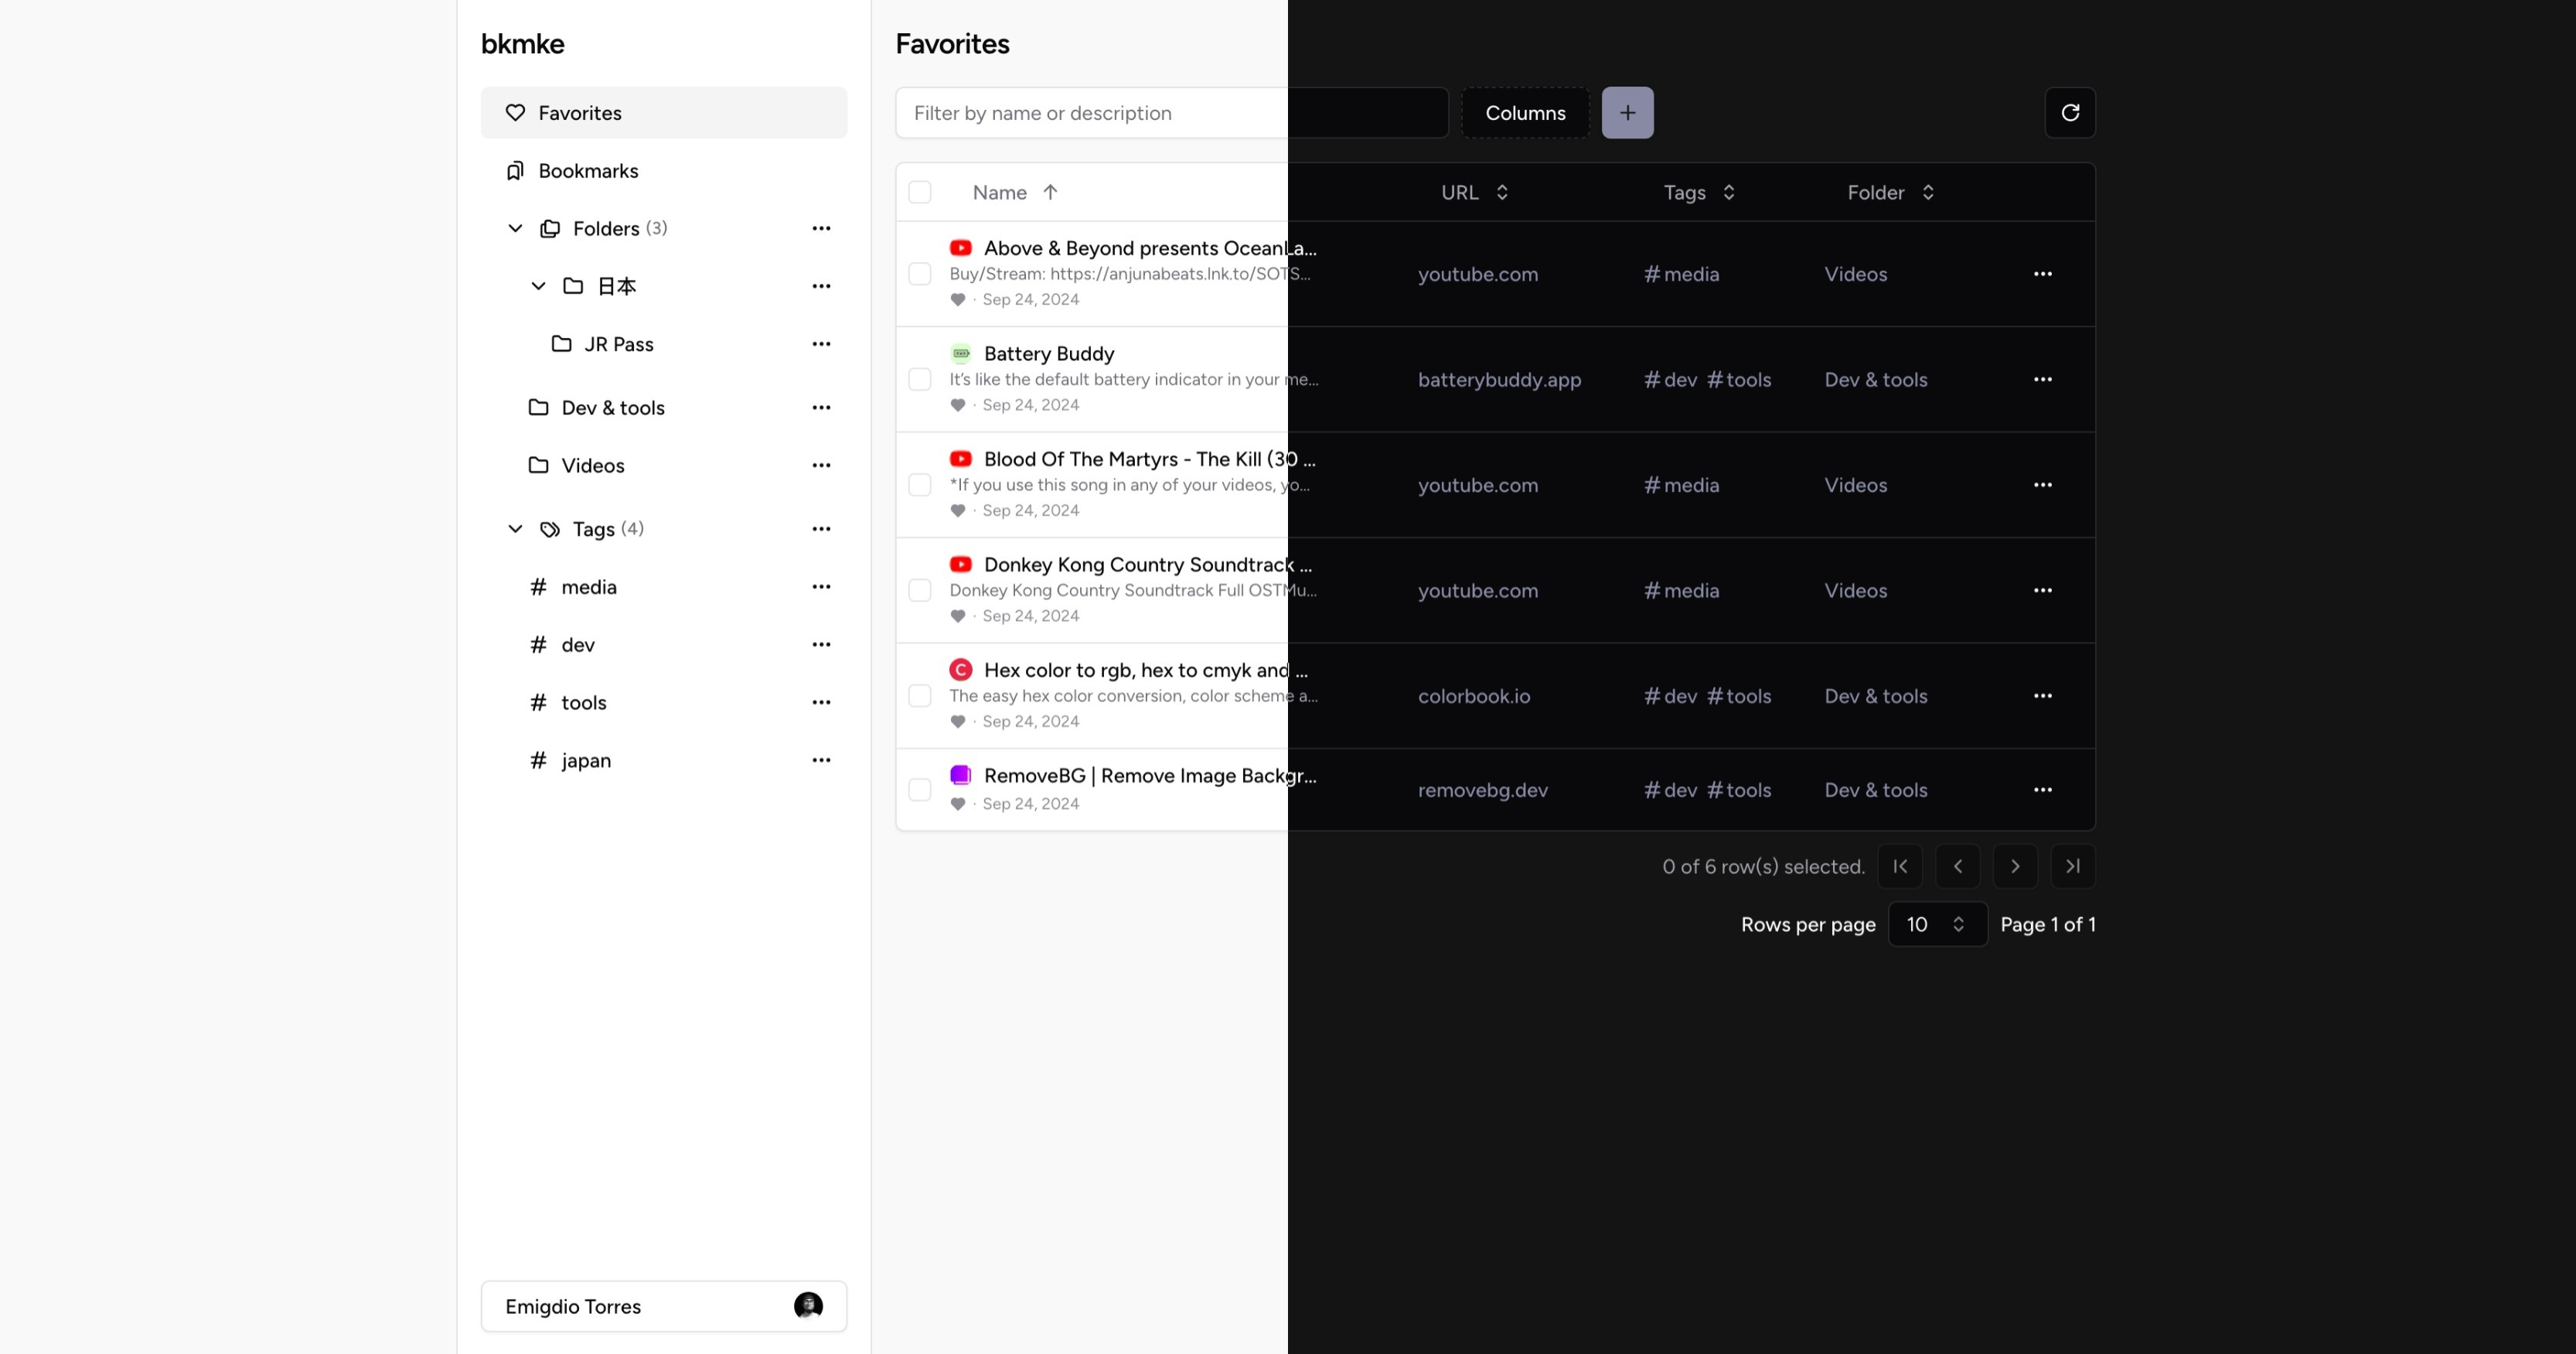 bkmke
Favorites
Bookmarks
Folders (3)
日本
JR Pass
Dev & tools
Videos
Tags (4)
# media
# dev
# tools
# japan
Emigdio Torres
Favorites
Filter by name or description
Columns
Name URL Tags Folder
Above & Beyond presents OceanLa...
Buy/Stream: https://anjunabeats.lnk.to/SOTS...
· Sep 24, 2024
youtube.com #media Videos
Battery Buddy
It's like the default battery indicator in your me...
· Sep 24, 2024
batterybuddy.app #dev #tools Dev & tools
Blood Of The Martyrs - The Kill (30 ...
*If you use this song in any of your videos, yo...
· Sep 24, 2024
youtube.com #media Videos
Donkey Kong Country Soundtrack ...
Donkey Kong Country Soundtrack Full OSTMu...
· Sep 24, 2024
youtube.com #media Videos
C Hex color to rgb, hex to cmyk and ...
The easy hex color conversion, color scheme a...
· Sep 24, 2024
colorbook.io #dev #tools Dev & tools
RemoveBG | Remove Image Backgr...
· Sep 24, 2024
removebg.dev #dev #tools Dev & tools
0 of 6 row(s) selected.
Rows per page 10 Page 1 of 1